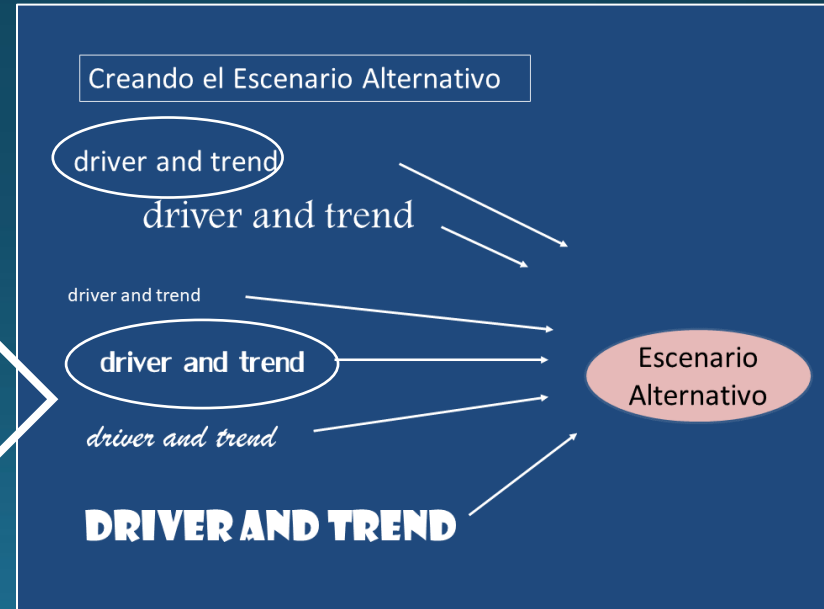 Creando el Escenario Alternativo
driver and trend
driver and trend
driver and trend
driver and trend
driver and trend
DRIVER AND TREND
Escenario
Alternativo